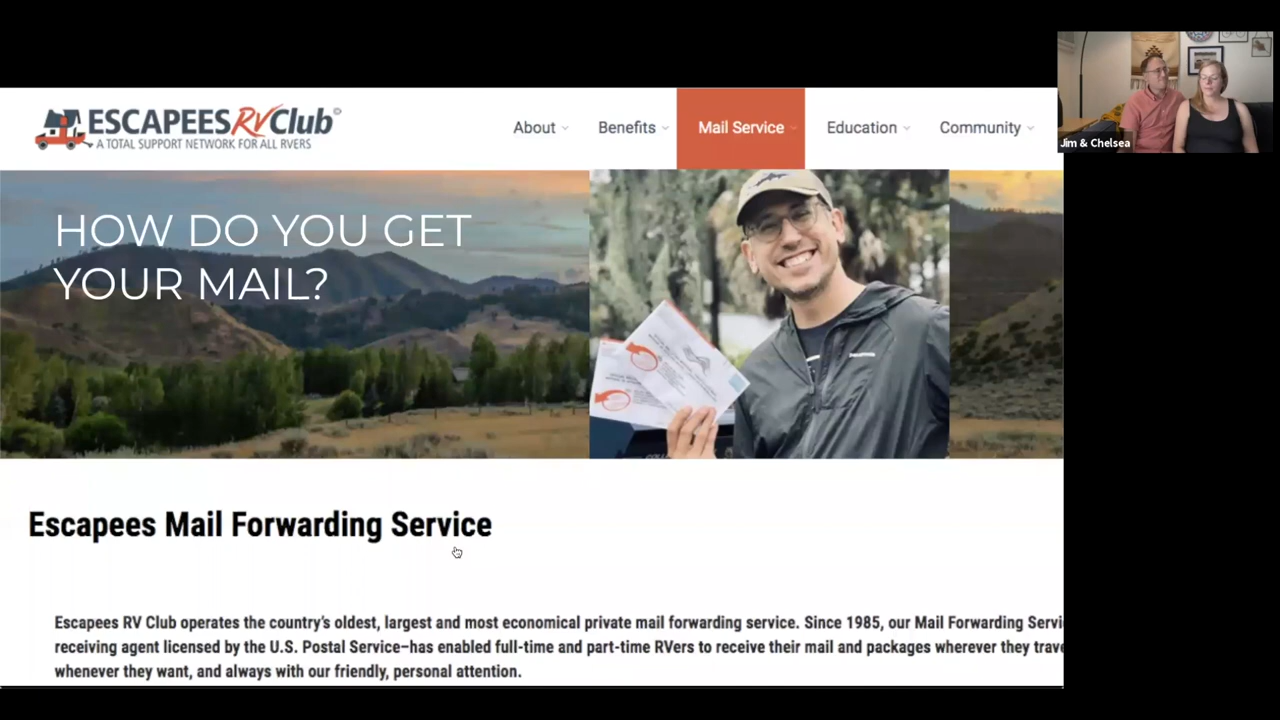 ESCAPEES RV Club
A TOTAL SUPPORT NETWORK FOR ALL RVERS
About
Benefits
Mail Service
Education
Community
Jim & Chelsea
HOW DO YOU GET
YOUR MAIL?
Escapees Mail Forwarding Service
Escapees RV Club operates the country's oldest, largest and most economical private mail forwarding service. Since 1985, our Mail Forwarding
receiving agent licensed by the U.S. Postal Service–has enabled full-time and part-time RVers to receive their mail and packages wherever they
whenever they want, and always with our friendly, personal attention.